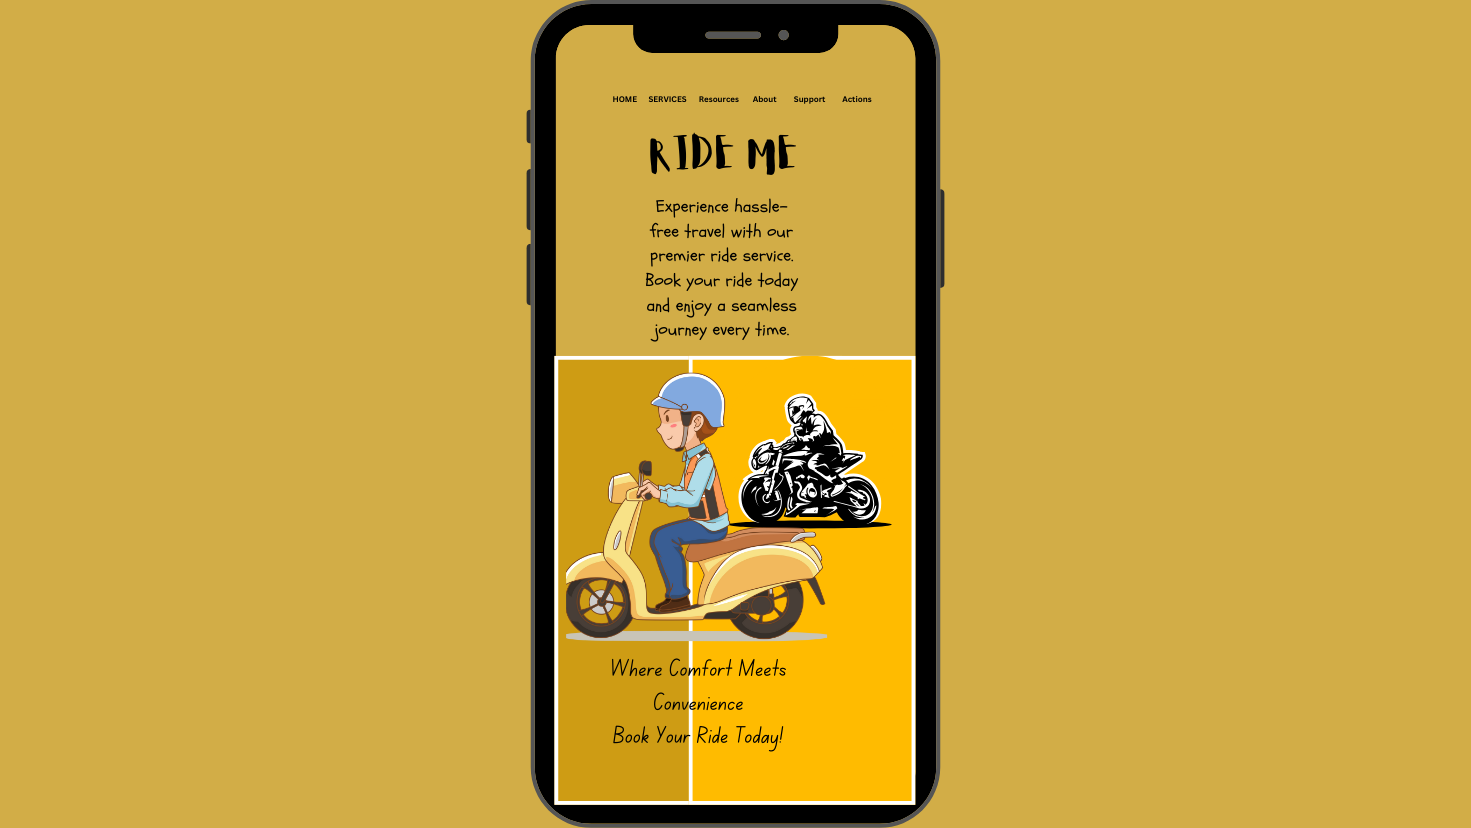 HOME SERVICES Resources About Support Actions
RIDE ME
Experience hassle-
free travel with our
premier ride service.
Book your ride today
and enjoy a seamless
journey every time.
Where Comfort Meets
Convenience
Book Your Ride Today!